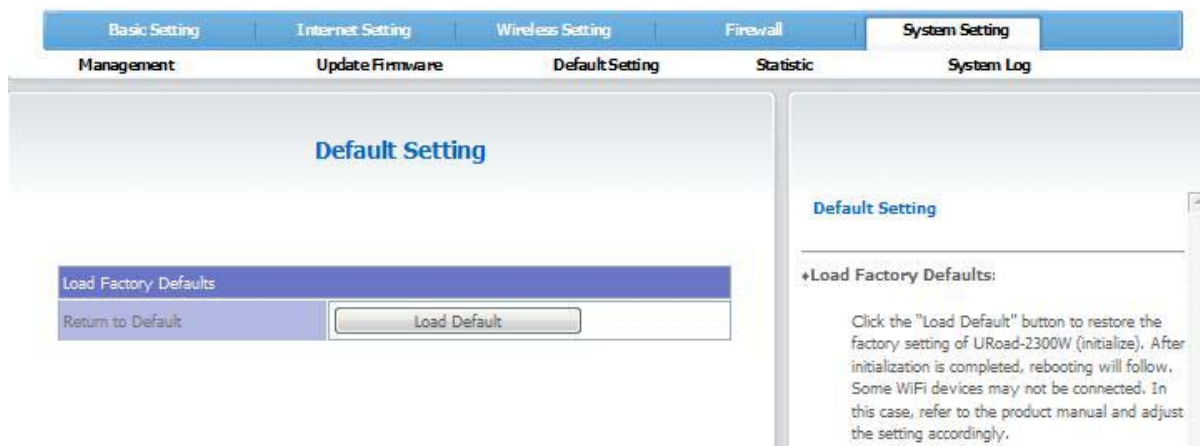 Basic Setting Internet Setting Wireless Setting Firewall System Setting
Management Update Firmware Default Setting Statistic System Log
Default Setting
Load Factory Defaults
Return to Default Load Default
Default Setting
+Load Factory Defaults:
Click the "Load Default" button to restore the
factory setting of URoad-2300W (initialize). After
initialization is completed, rebooting will follow.
Some WiFi devices may not be connected. In
this case, refer to the product manual and adjust
the setting accordingly.